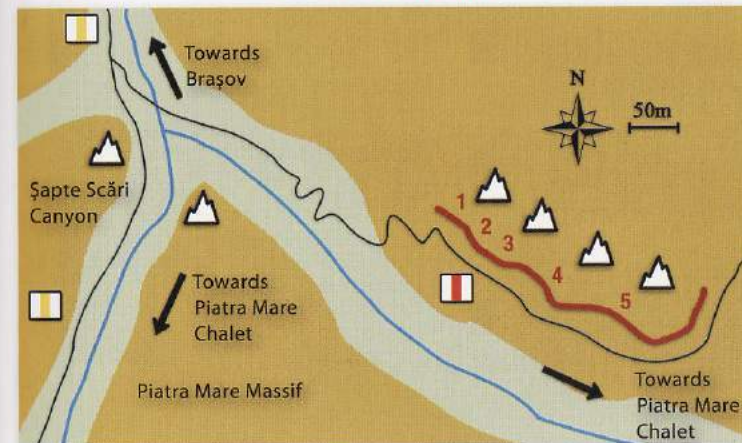 Towards
Brașov
N
50m
Șapte Scări
Canyon
1
2
3
4
5
Towards
Piatra Mare
Chalet
Piatra Mare Massif
Towards
Piatra Mare
Chalet